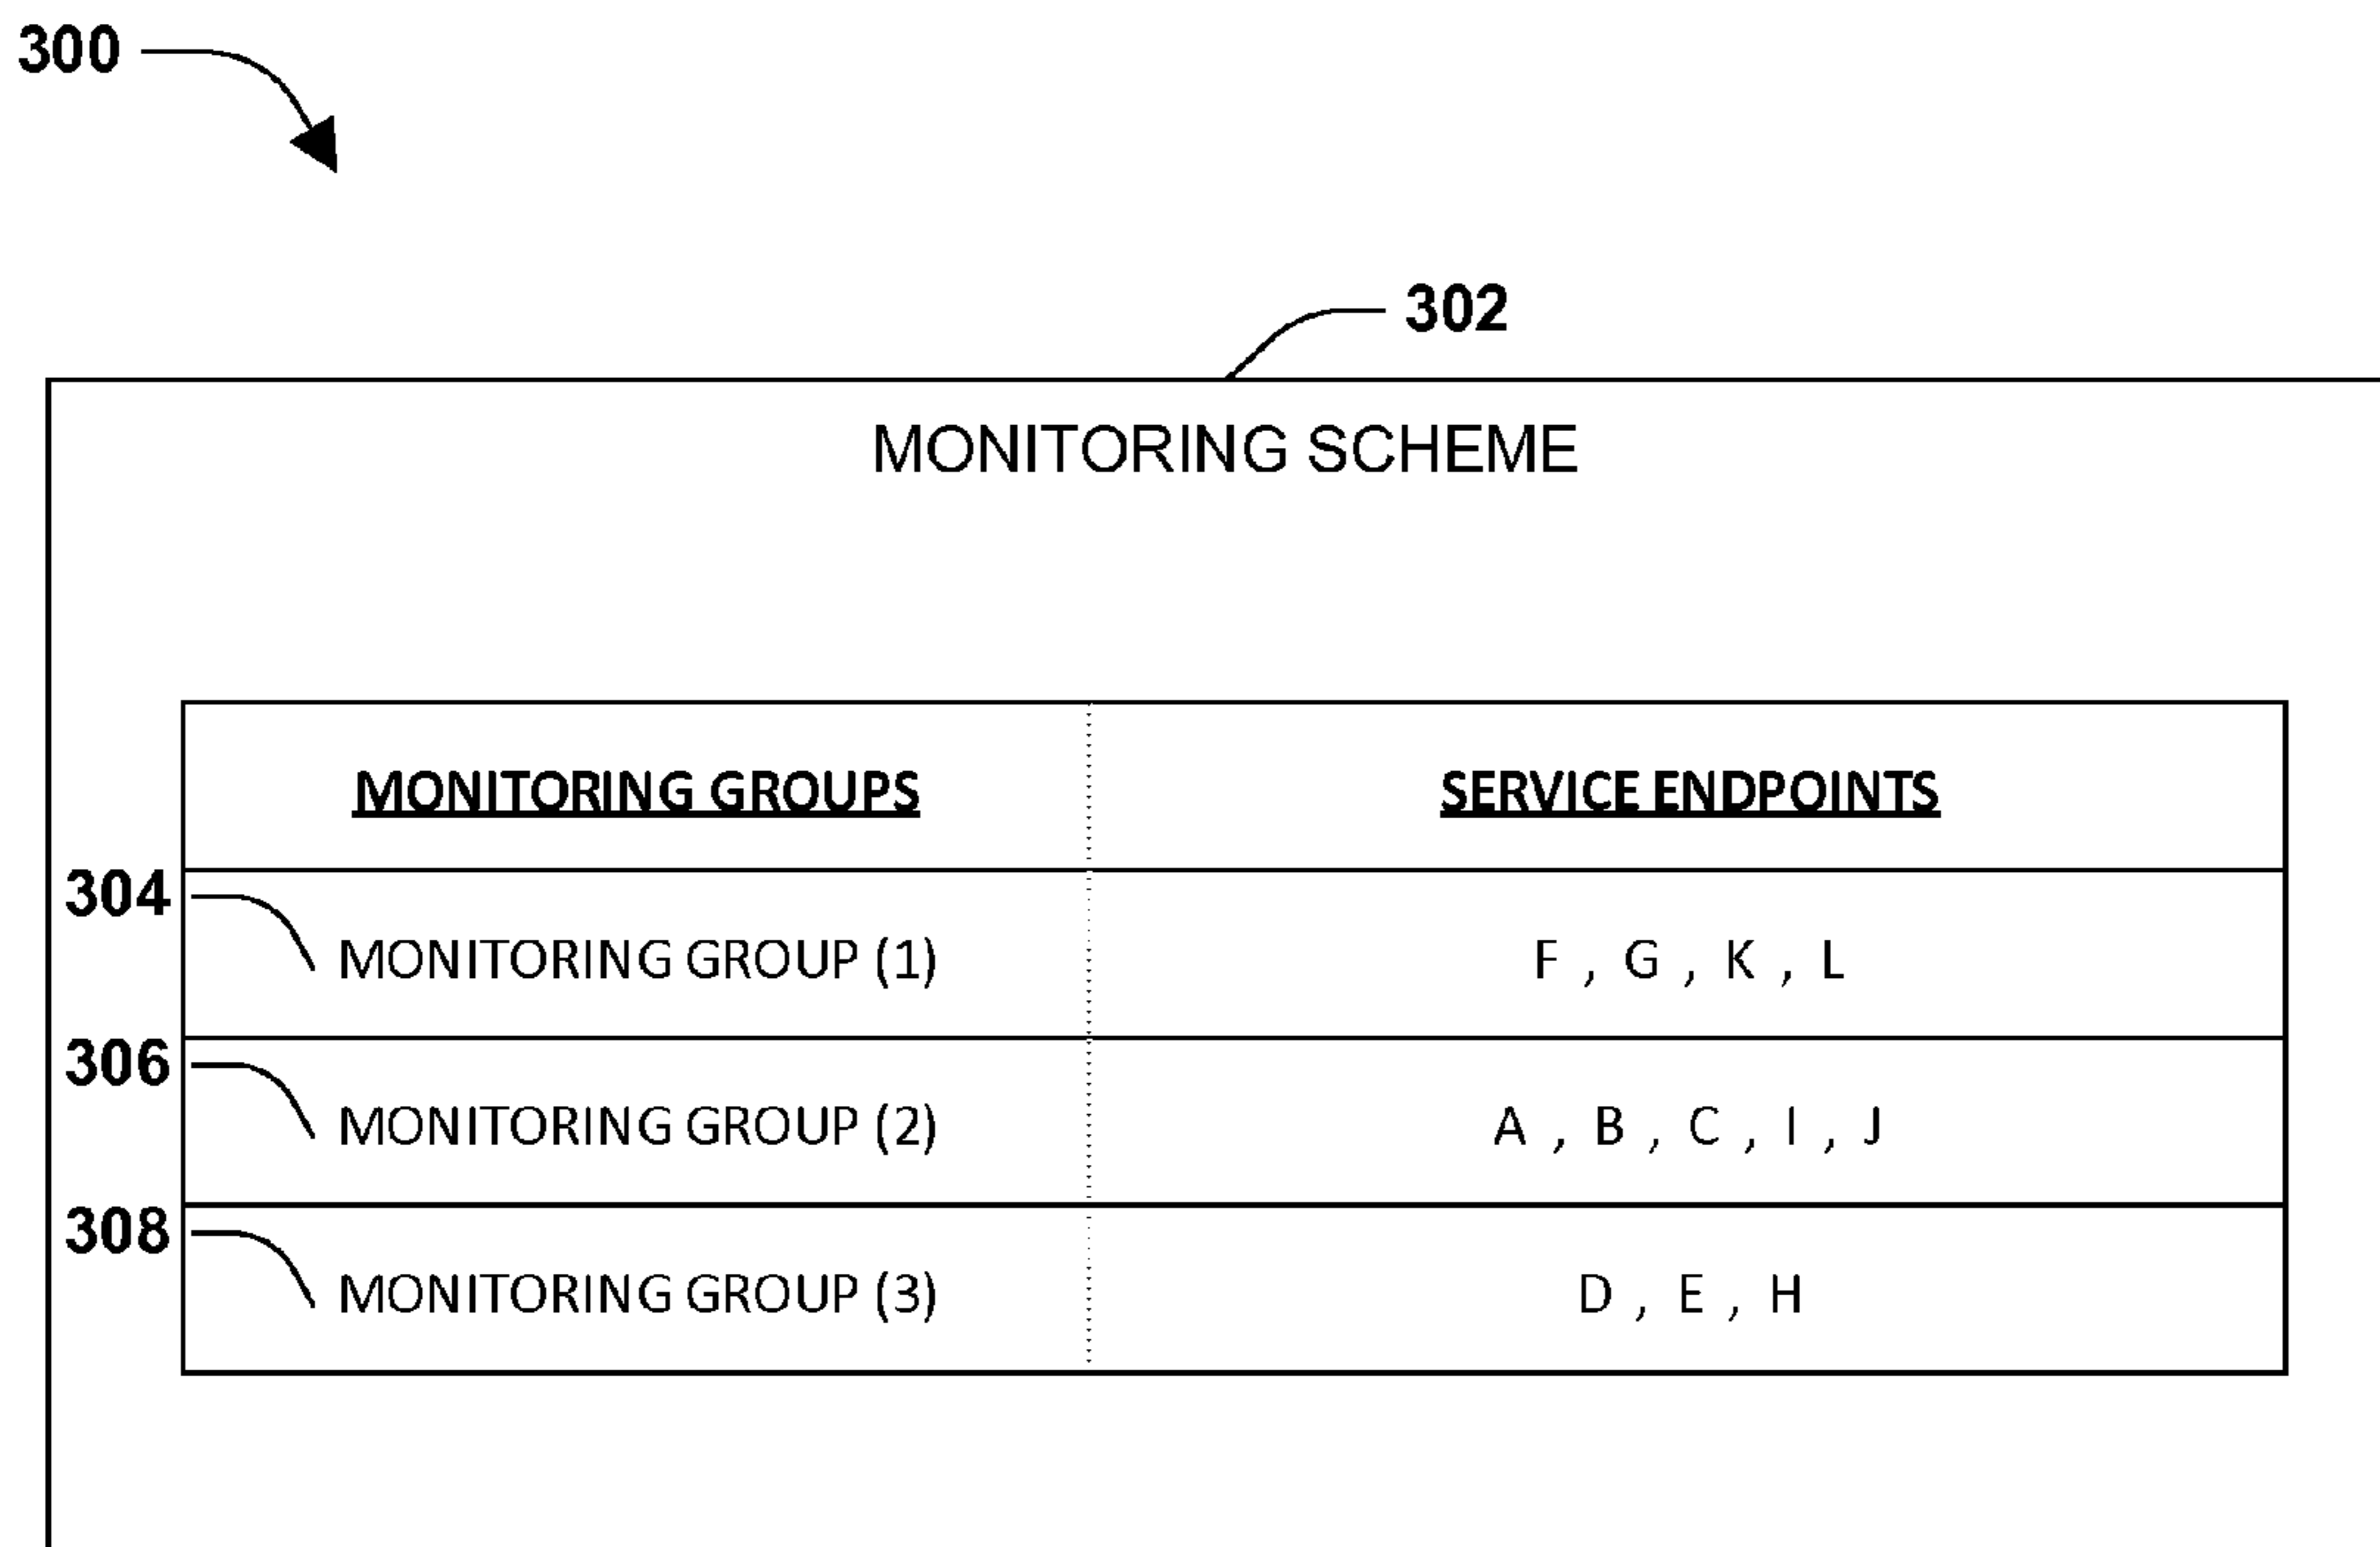 300
302
MONITORING SCHEME
MONITORING GROUPS SERVICE ENDPOINTS
304
MONITORING GROUP (1) F , G , K , L
306
MONITORING GROUP (2) A , B , C , I , J
308
MONITORING GROUP (3) D , E , H